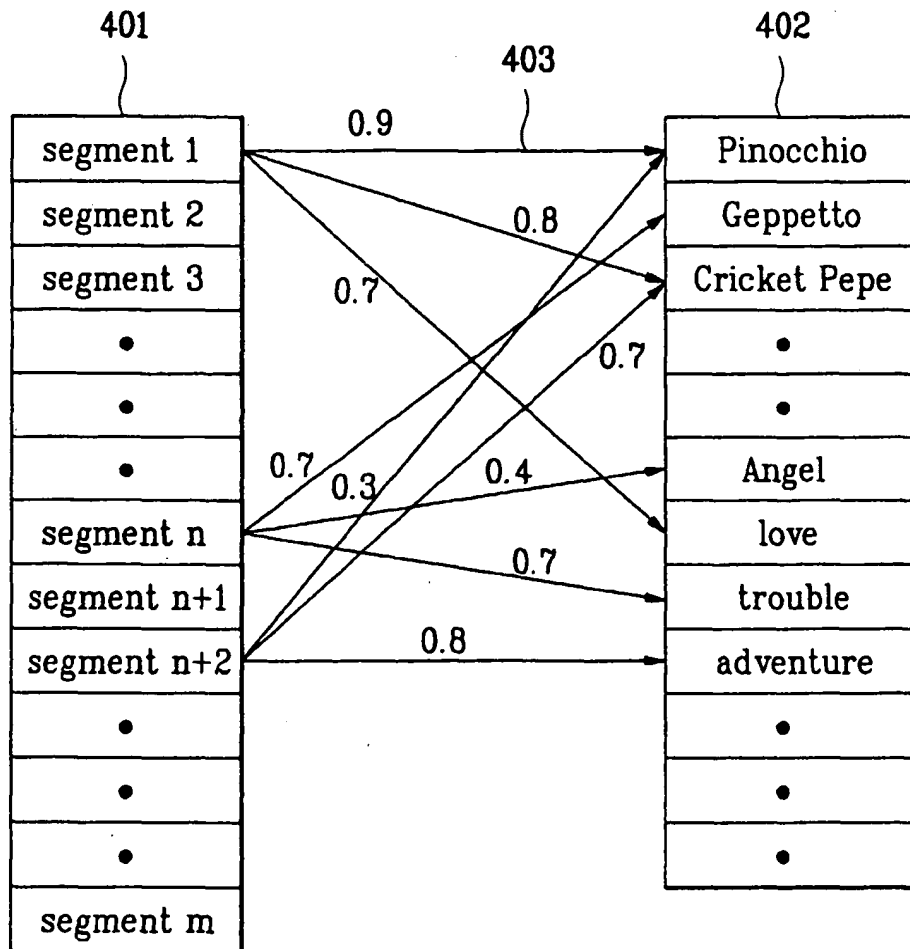 401
402
403
segment 1
segment 2
segment 3
segment n
segment n+1
segment n+2
segment m
0.9
0.8
0.7
0.7
0.7
0.3
0.4
0.7
0.8
Pinocchio
Geppetto
Cricket Pepe
Angel
love
trouble
adventure